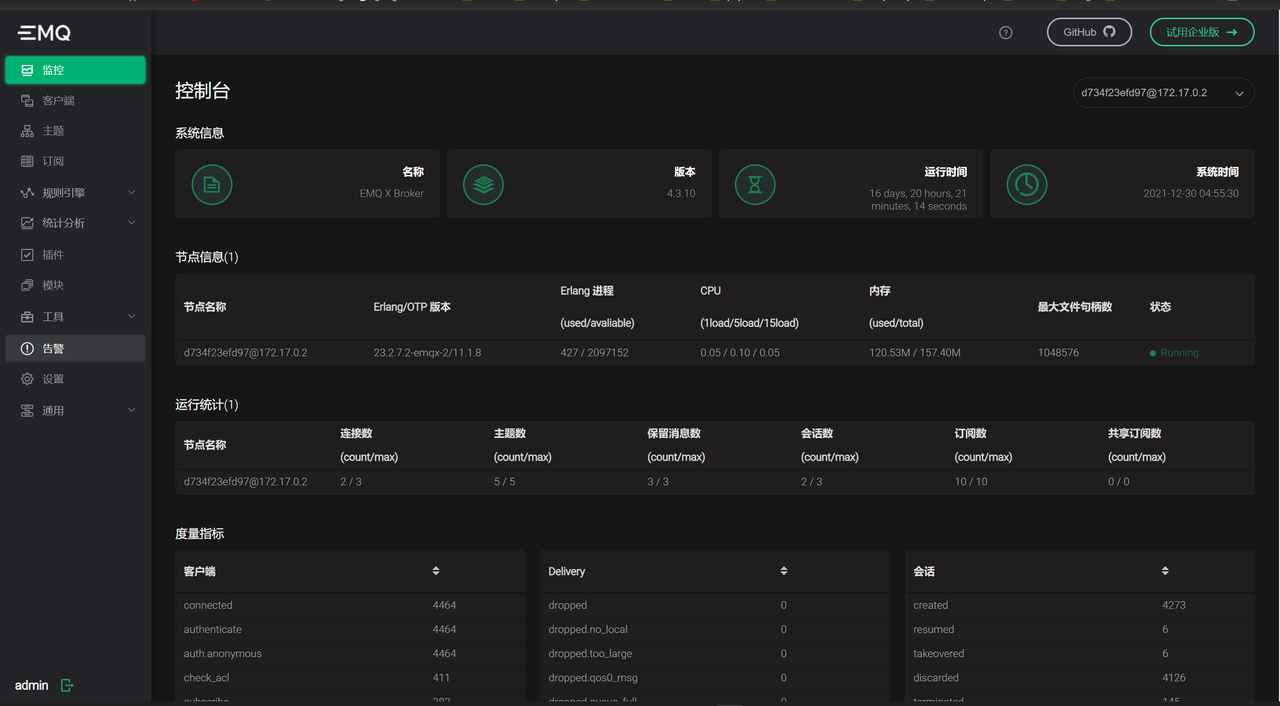 EMQ
GitHub
试用企业版
监控
客户端
主题
订阅
规则引擎
统计分析
插件
模块
工具
告警
设置
通用
admin
控制台
d734f23efd97@172.17.0.2
系统信息
名称
EMQ X Broker
版本
4.3.10
运行时间
16 days, 20 hours, 21
minutes, 14 seconds
系统时间
2021-12-30 04:55:30
节点信息(1)
节点名称 Erlang/OTP 版本 Erlang 进程 (used/avaliable) CPU (1load/5load/15load) 内存 (used/total) 最大文件句柄数 状态
d734f23efd97@172.17.0.2 23.2.7.2-emqx-2/11.1.8 427 / 2097152 0.05 / 0.10 / 0.05 120.53M / 157.40M 1048576 Running
运行统计(1)
节点名称 连接数 (count/max) 主题数 (count/max) 保留消息数 (count/max) 会话数 (count/max) 订阅数 (count/max) 共享订阅数 (count/max)
d734f23efd97@172.17.0.2 2 / 3 5 / 5 3 / 3 2 / 3 10 / 10 0 / 0
度量指标
客户端
connected 4464
authenticate 4464
auth.anonymous 4464
check_acl 411
Delivery
dropped 0
dropped.no_local 0
dropped.too_large 0
dropped.qos0_msg 0
会话
created 4273
resumed 6
takeovered 6
discarded 4126